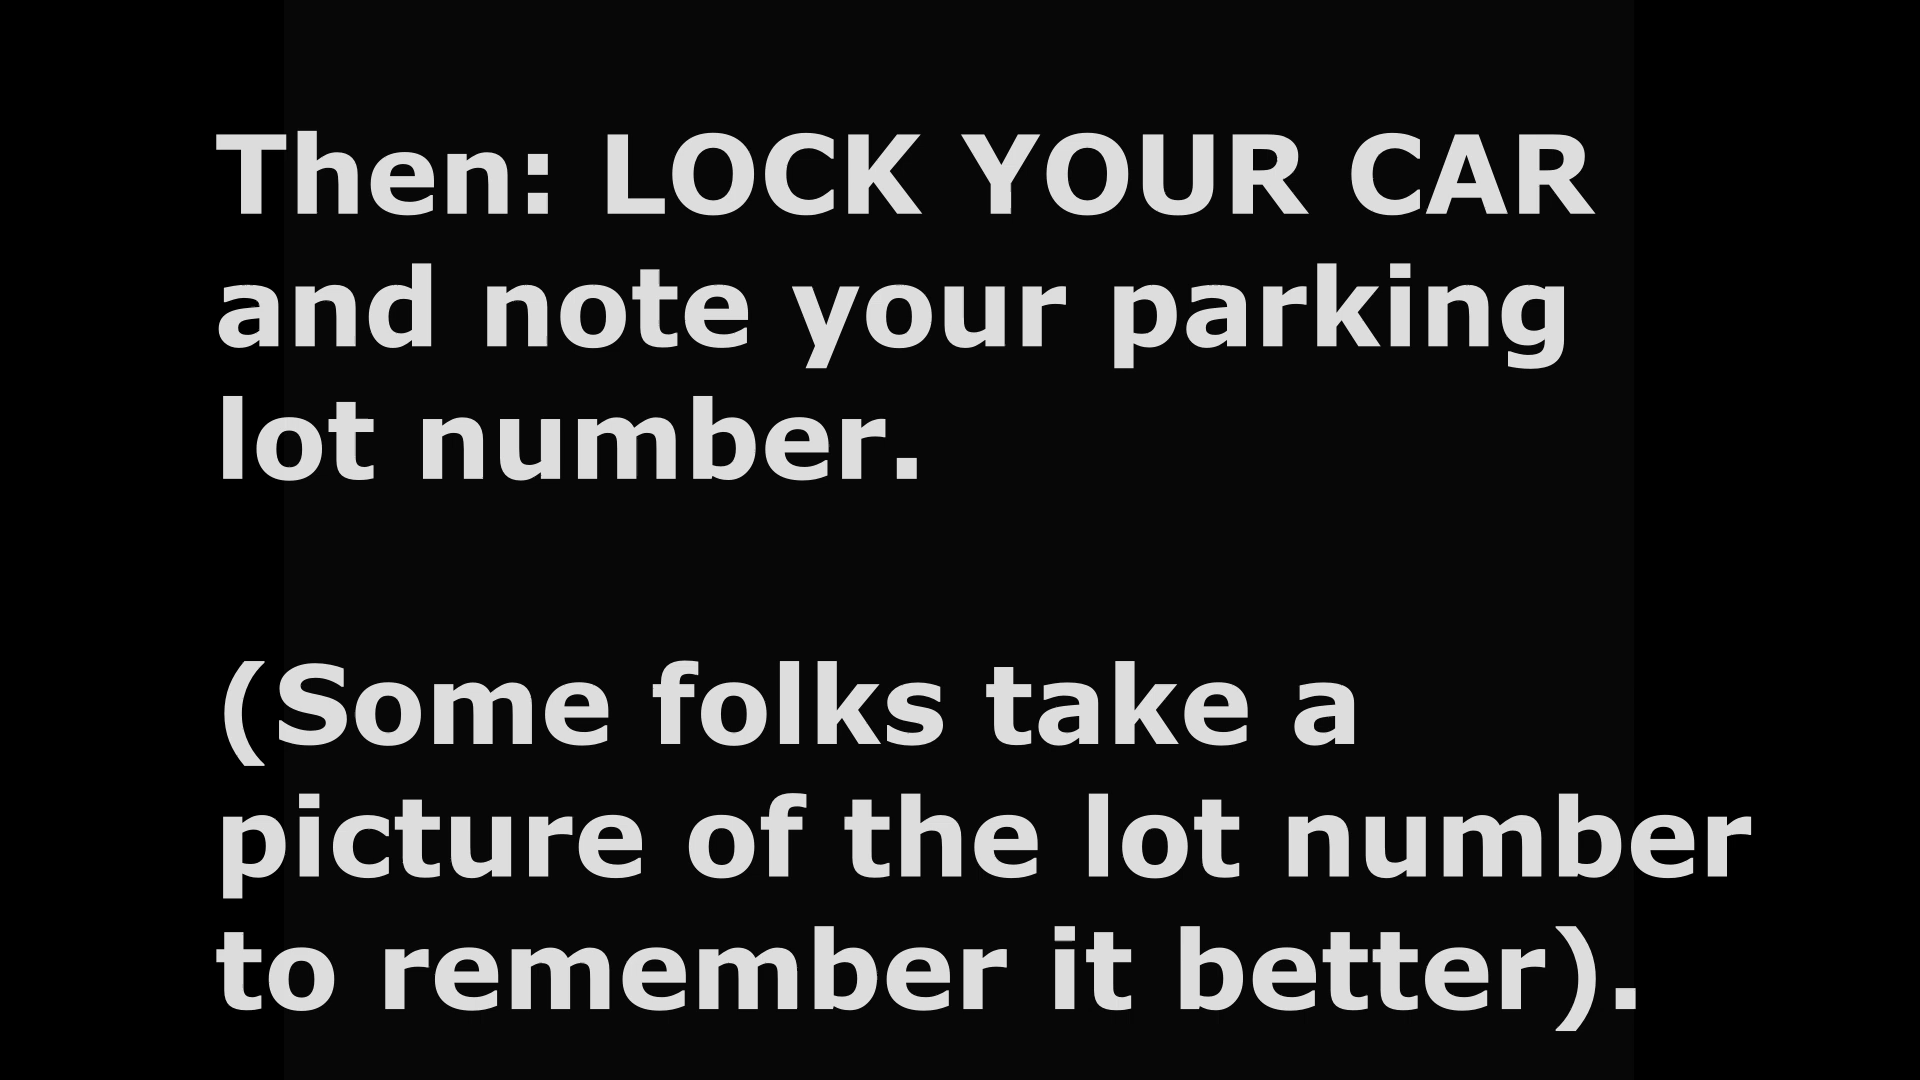 Then: LOCK YOUR CAR
and note your parking
lot number.
(Some folks take a
picture of the lot number
to remember it better).